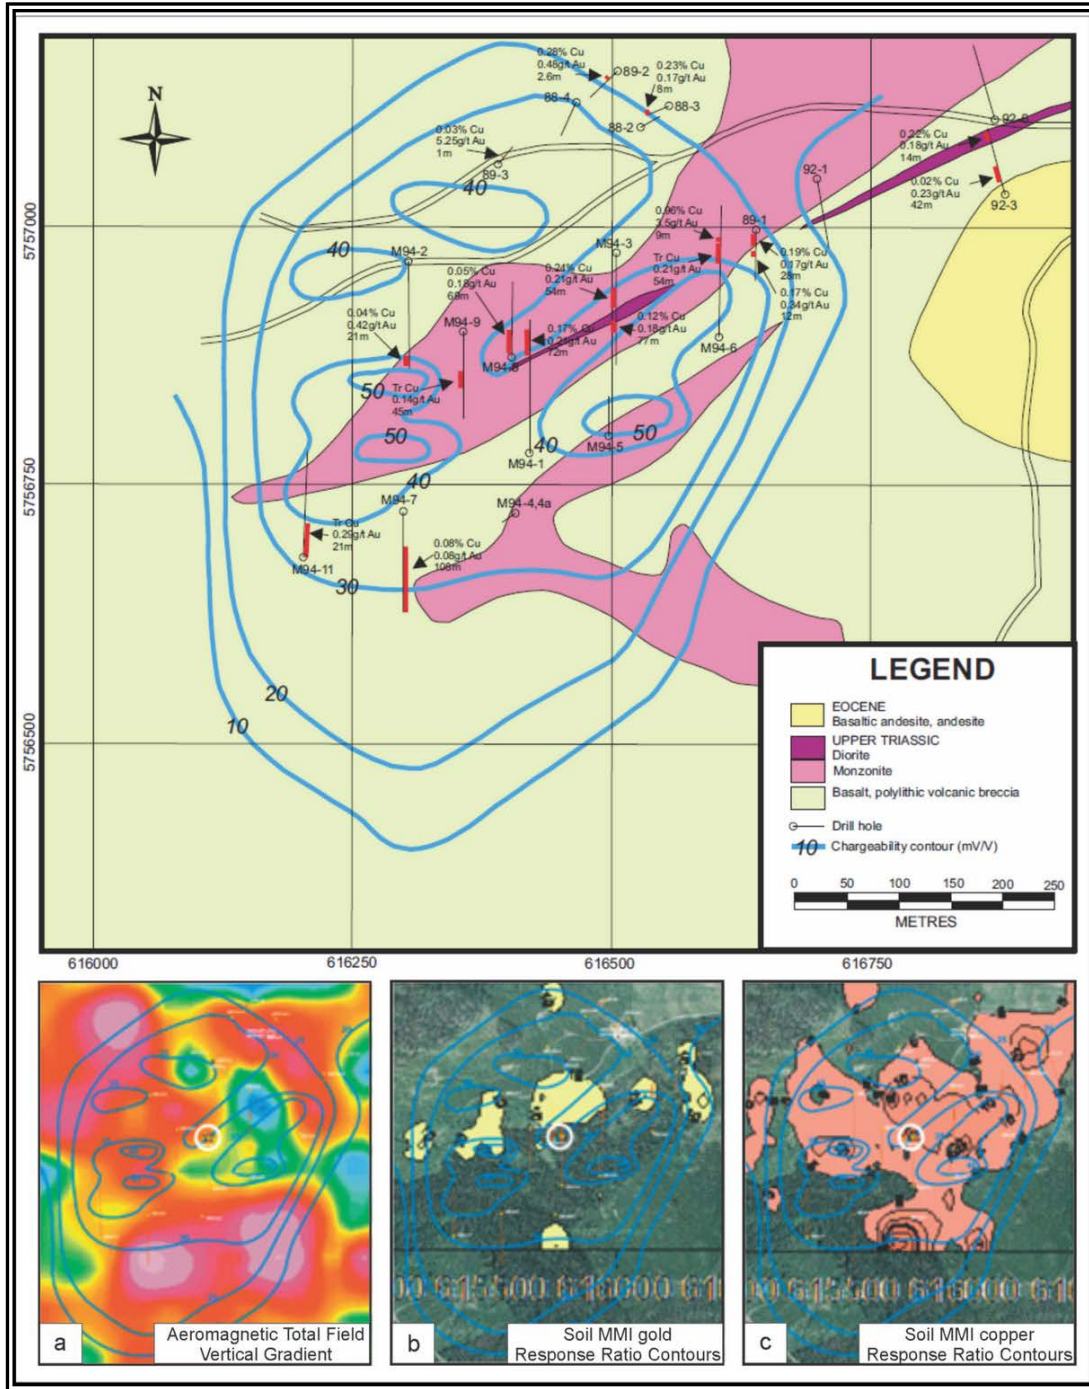 N
0.28% Cu
0.48g/t Au
2.6m
89-2
0.23% Cu
0.17g/t Au
8m
88-4
88-3
88-2
0.03% Cu
5.25g/t Au
1m
89-3
40
92-1
0.22% Cu
0.18g/t Au
14m
0.02% Cu
0.23g/t Au
42m
92-3
5757000
40
M94-2
M94-3
0.96% Cu
3.5g/t Au
9m
89-1
Tr Cu
0.21g/t Au
54m
0.19% Cu
0.17g/t Au
28m
0.17% Cu
0.34g/t Au
12m
0.05% Cu
0.18g/t Au
68m
0.24% Cu
0.21g/t Au
54m
0.04% Cu
0.42g/t Au
21m
M94-9
M94-8
0.17% Cu
0.21g/t Au
72m
0.12% Cu
0.18g/t Au
77m
M94-6
50
Tr Cu
0.14g/t Au
45m
50
M94-1
40
M94-5
50
40
5756750
M94-7
M94-4,4a
Tr Cu
0.29g/t Au
21m
M94-11
0.08% Cu
0.08g/t Au
108m
30
20
10
5756500
LEGEND
EOCENE
Basaltic andesite, andesite
UPPER TRIASSIC
Diorite
Monzonite
Basalt, polylithic volcanic breccia
Drill hole
10 Chargeability contour (mV/V)
0 50 100 150 200 250
METRES
616000 616250 616500 616750
a
Aeromagnetic Total Field
Vertical Gradient
b
Soil MMI gold
Response Ratio Contours
c
Soil MMI copper
Response Ratio Contours